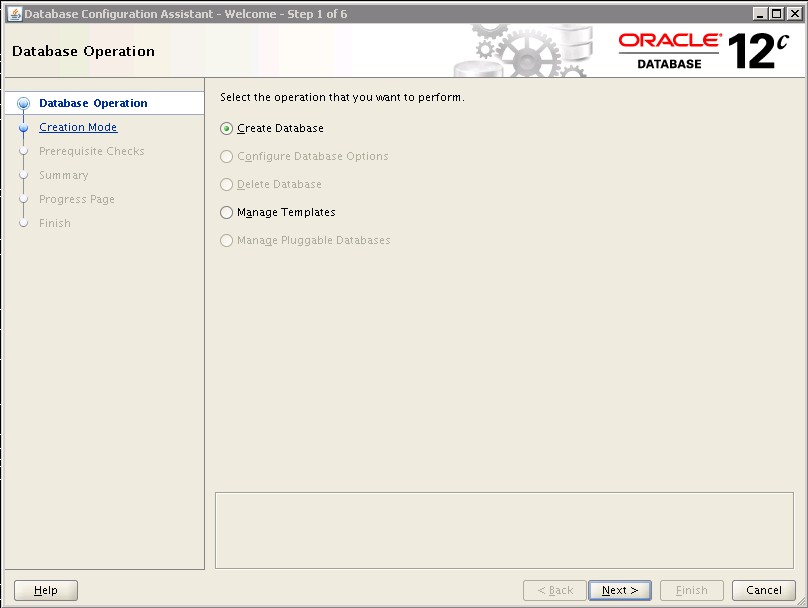 Database Configuration Assistant - Welcome - Step 1 of 6
Database Operation
ORACLE®
DATABASE
12c
Database Operation
Creation Mode
Prerequisite Checks
Summary
Progress Page
Finish
Select the operation that you want to perform.
Create Database
Configure Database Options
Delete Database
Manage Templates
Manage Pluggable Databases
Help
< Back
Next >
Finish
Cancel